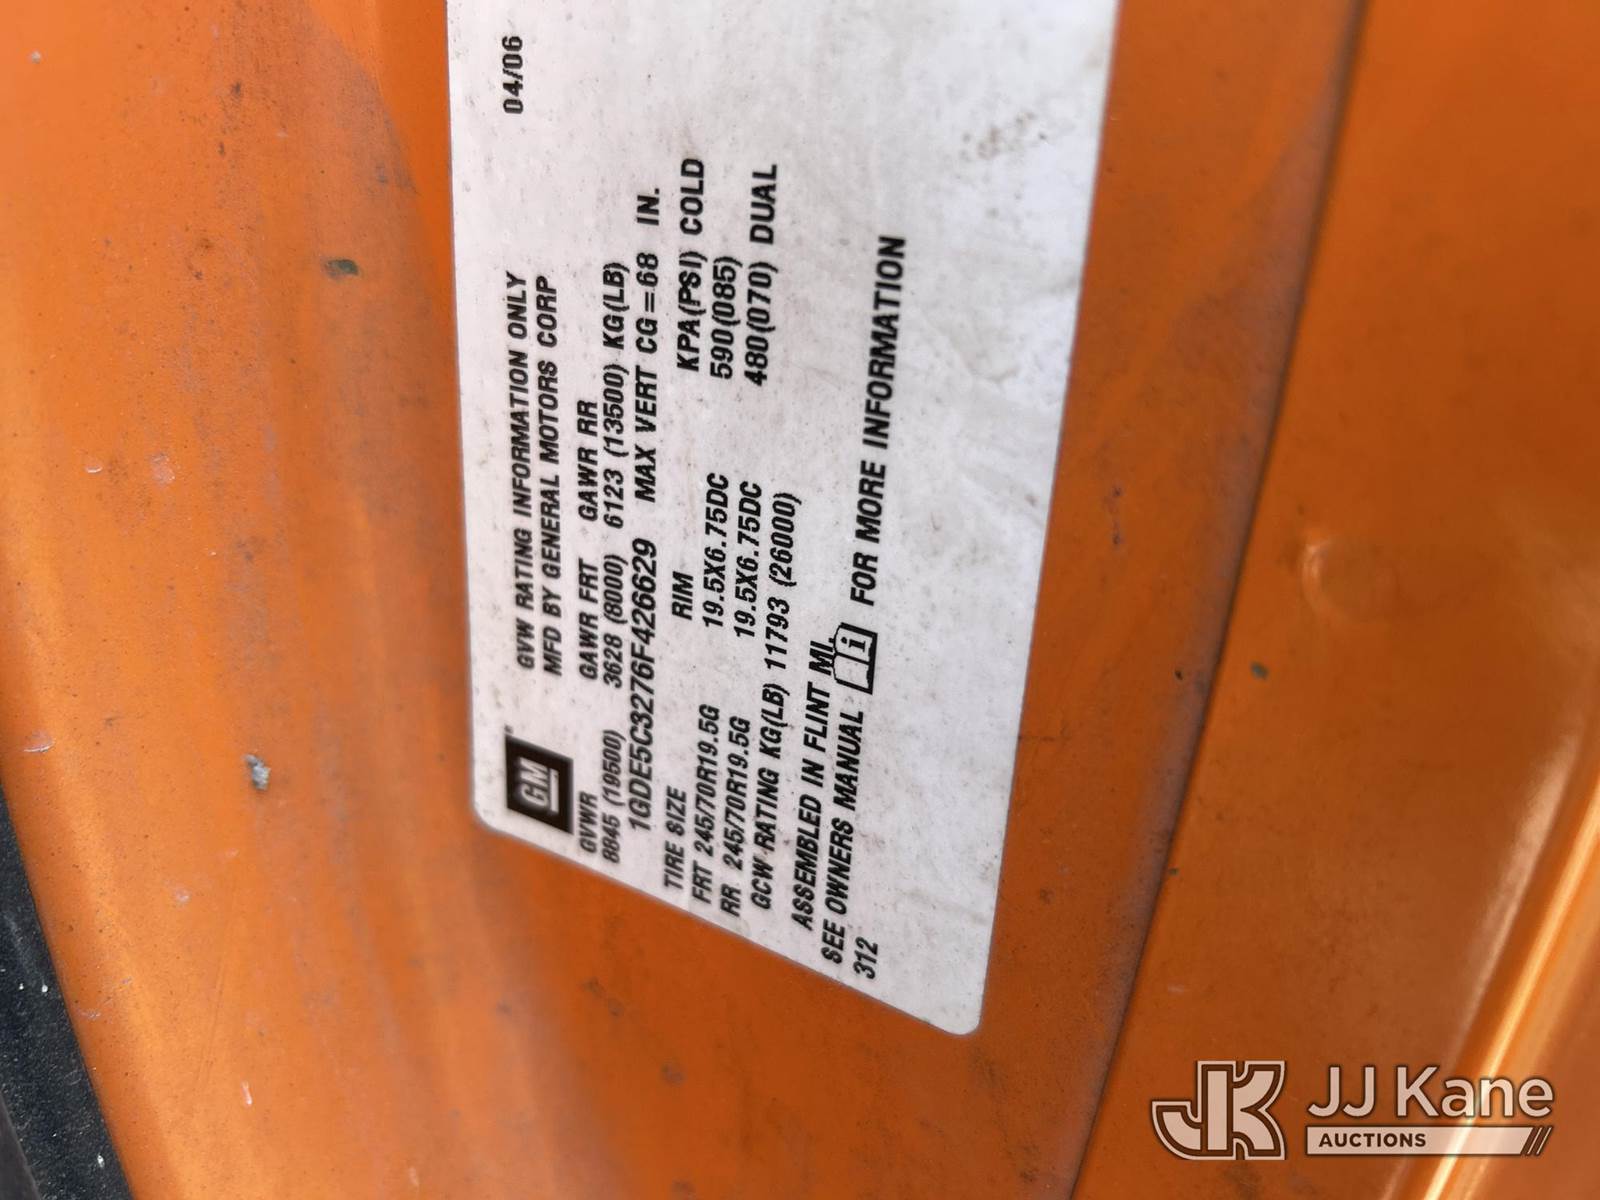 GM
GVW RATING INFORMATION ONLY 04/06
MFD BY GENERAL MOTORS CORP
GVWR GAWR FRT GAWR RR
8845 (19500) 3628 (8000) 6123 (13500) KG(LB)
1GDE5C3276F426629 MAX VERT CG=68 IN.
TIRE SIZE RIM KPA(PSI) COLD
FRT 245/70R19.5G 19.5X6.75DC 590(085)
RR 245/70R19.5G 19.5X6.75DC 480(070) DUAL
GCW RATING KG(LB) 11793 (26000)
ASSEMBLED IN FLINT MI.
SEE OWNERS MANUAL i FOR MORE INFORMATION
312
JK JJ Kane
AUCTIONS